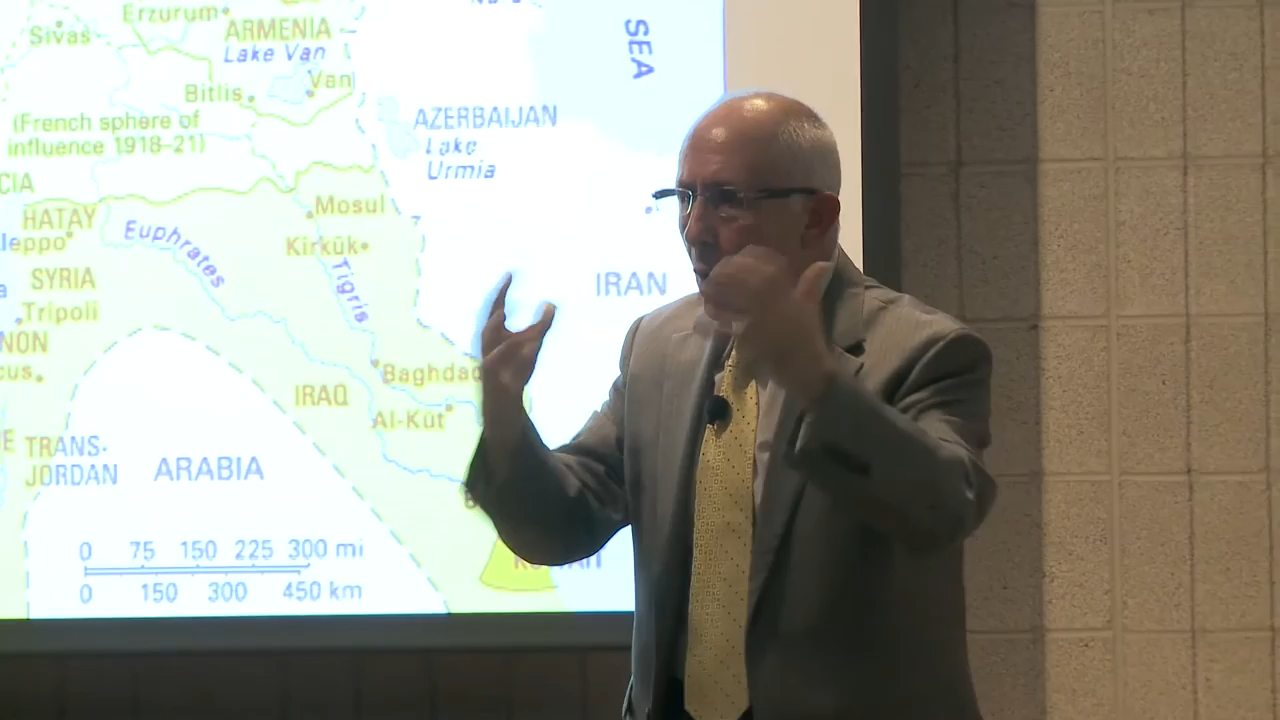 Erzurum
Sivas
ARMENIA
Lake Van
Van
Bitlis
(French sphere of
influence 1918–21)
SEA
AZERBAIJAN
Lake
Urmia
CIA
HATAY
leppo
Euphrates
Mosul
Kirkūk
Tigris
IRAN
SYRIA
a
Tripoli
NON
cus
Baghdad
IRAQ
Al-Kūt
E TRANS-
JORDAN
ARABIA
0 75 150 225 300 mi
0 150 300 450 km